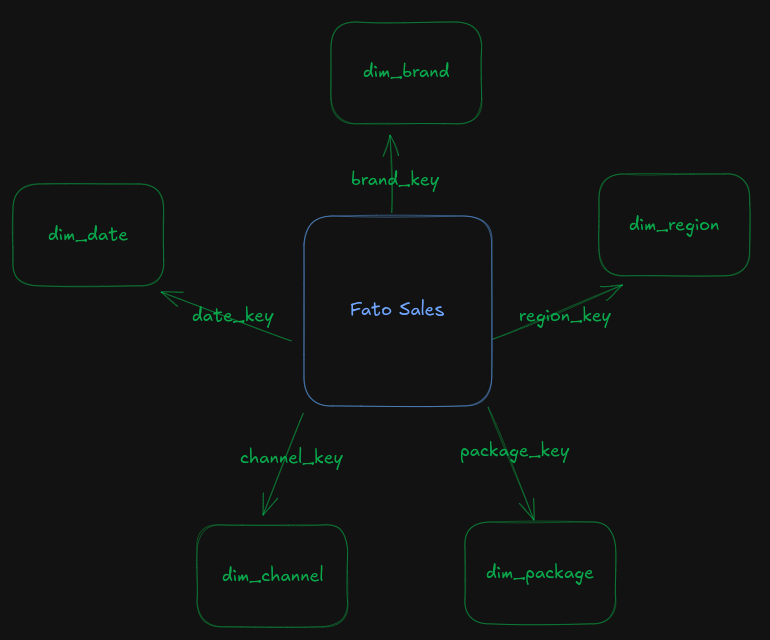 dim_brand
brand_key
dim_date
dim_region
date_key
Fato Sales
region_key
channel_key
package_key
dim_channel
dim_package